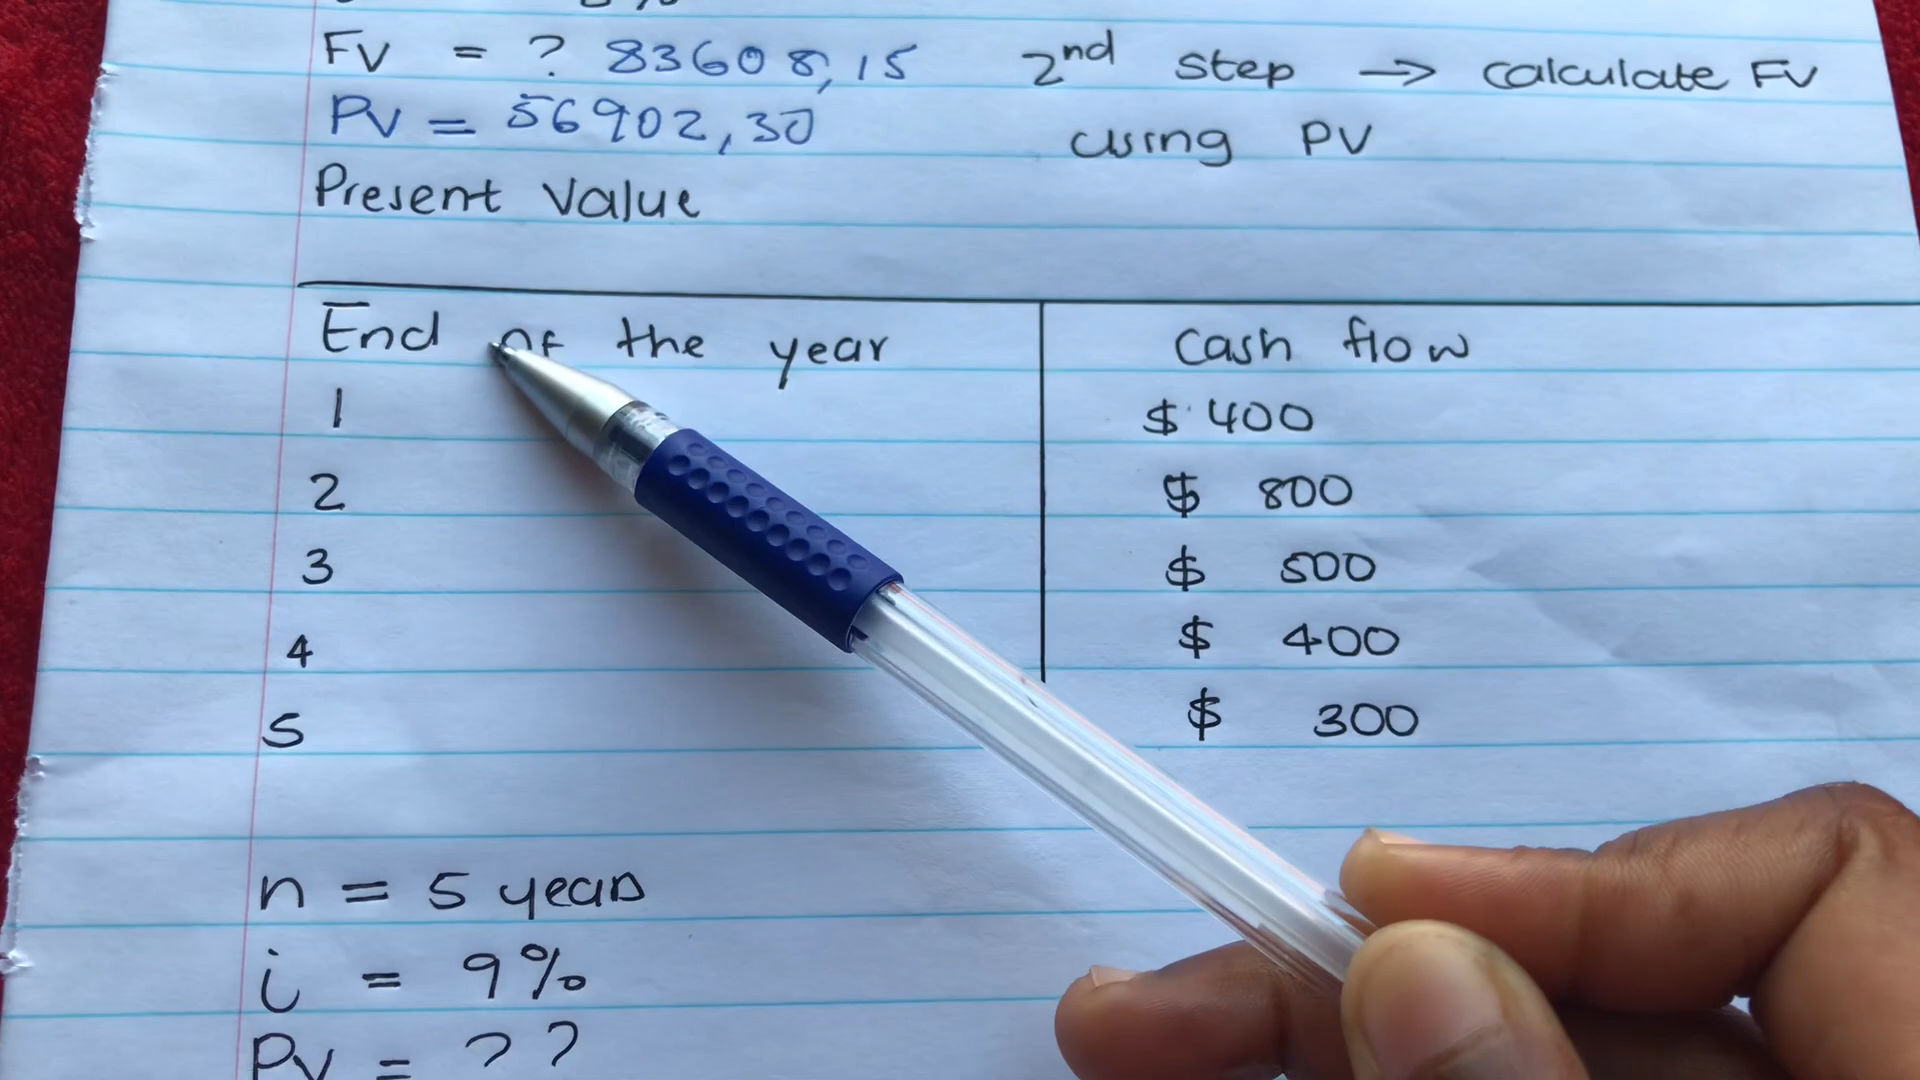 FV = ? 83608,15 2nd step → calculate FV
PV = 56902,30 using PV
Present Value
End of the year Cash flow
1 $ 400
2 $ 800
3 $ 500
4 $ 400
5 $ 300
n = 5 years
i = 9%
PV = ??